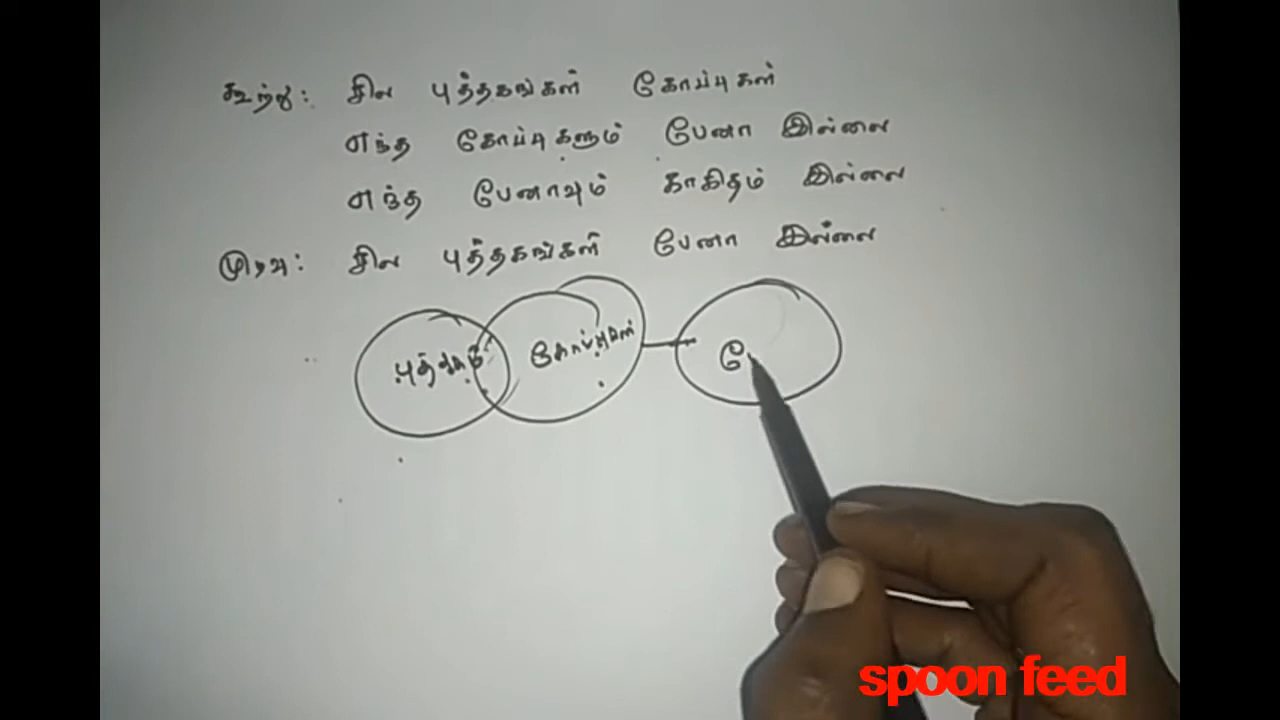 கூற்று: சில புத்தகங்கள் கோப்புகள்
எந்த கோப்புகளும் பேனா இல்லை
எந்த பேனாவும் காகிதம் இல்லை
முடிவு: சில புத்தகங்கள் பேனா இல்லை
புத்தகம் கோப்புகள் பே
spoon feed